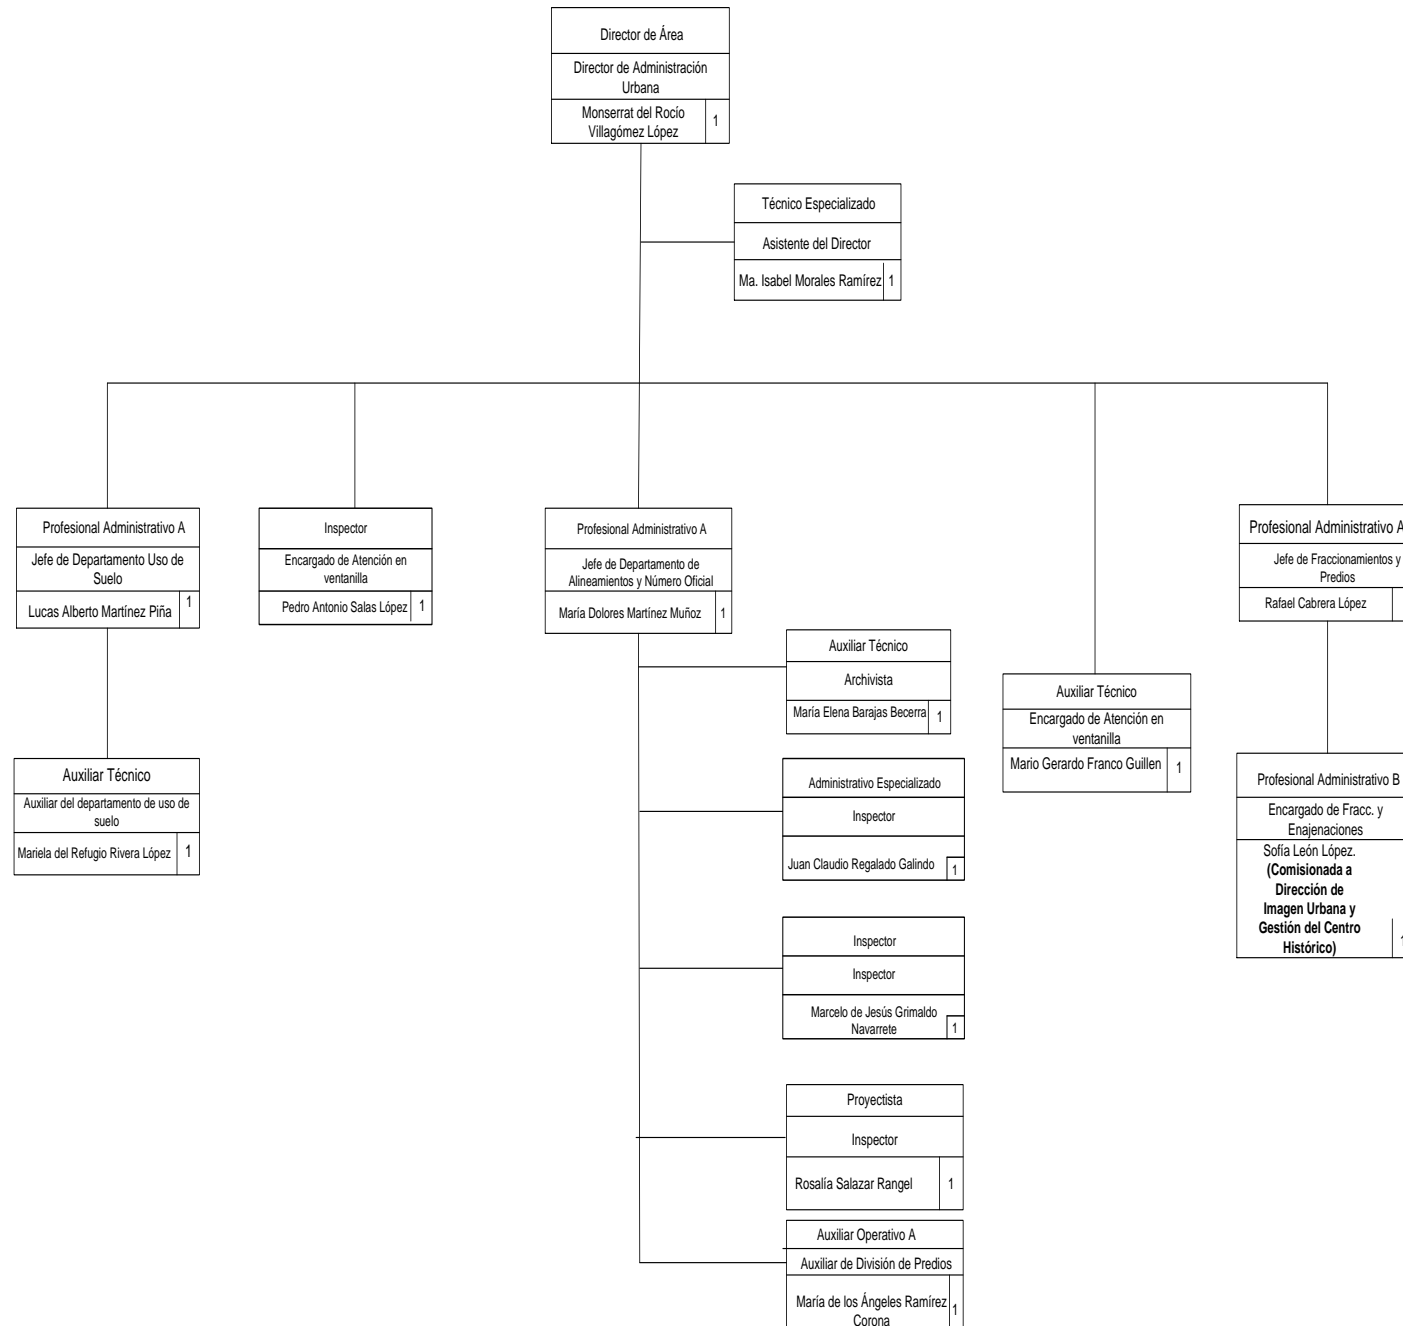 Director de Área
Director de Administración
Urbana
Monserrat del Rocío
Villagómez López
1
Técnico Especializado
Asistente del Director
Ma. Isabel Morales Ramírez
1
Profesional Administrativo A
Jefe de Departamento Uso de
Suelo
Lucas Alberto Martínez Piña
1
Inspector
Encargado de Atención en
ventanilla
Pedro Antonio Salas López
1
Profesional Administrativo A
Jefe de Departamento de
Alineamientos y Número Oficial
María Dolores Martínez Muñoz
1
Profesional Administrativo A
Jefe de Fraccionamientos y
Predios
Rafael Cabrera López
Auxiliar Técnico
Archivista
María Elena Barajas Becerra
1
Auxiliar Técnico
Encargado de Atención en
ventanilla
Mario Gerardo Franco Guillen
1
Auxiliar Técnico
Auxiliar del departamento de uso de
suelo
Mariela del Refugio Rivera López
1
Administrativo Especializado
Inspector
Juan Claudio Regalado Galindo
1
Profesional Administrativo B
Encargado de Fracc. y
Enajenaciones
Sofía León López.
(Comisionada a
Dirección de
Imagen Urbana y
Gestión del Centro
Histórico)
1
Inspector
Inspector
Marcelo de Jesús Grimaldo
Navarrete
1
Proyectista
Inspector
Rosalía Salazar Rangel
1
Auxiliar Operativo A
Auxiliar de División de Predios
María de los Ángeles Ramírez
Corona
1